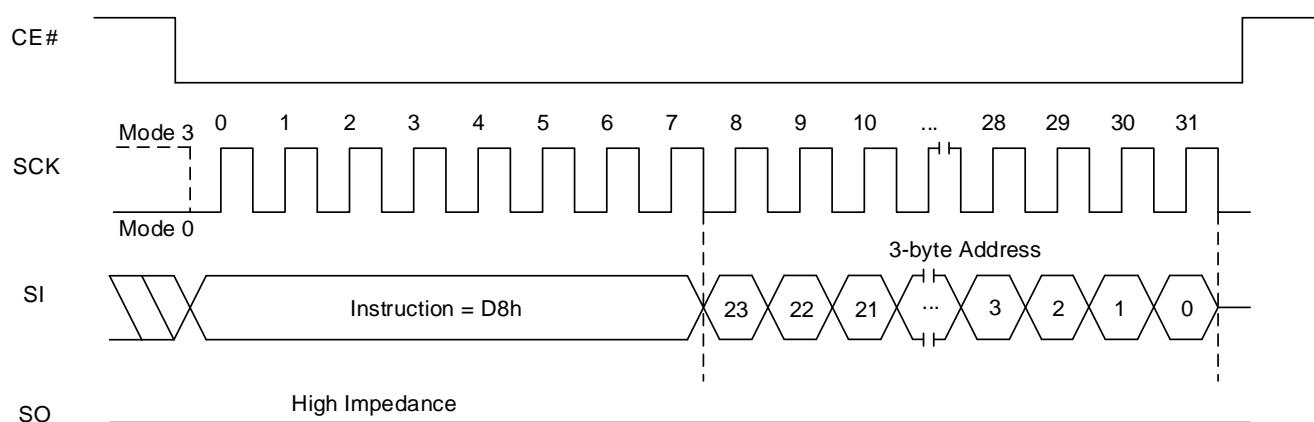 CE#
Mode 3 0 1 2 3 4 5 6 7 8 9 10 ... 28 29 30 31
SCK
Mode 0
3-byte Address
SI Instruction = D8h 23 22 21 ... 3 2 1 0
High Impedance
SO